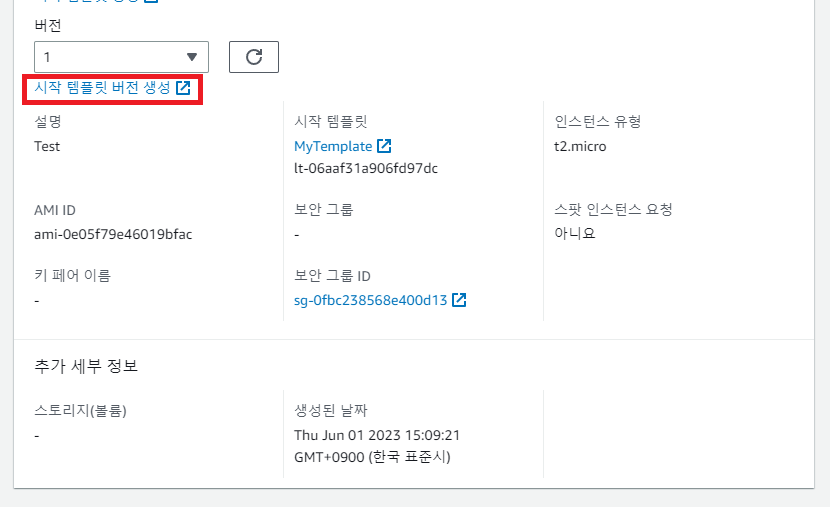 버전
1
시작 템플릿 버전 생성
설명
Test
시작 템플릿
MyTemplate
lt-06aaf31a906fd97dc
인스턴스 유형
t2.micro
AMI ID
ami-0e05f79e46019bfac
보안 그룹
-
스팟 인스턴스 요청
아니요
키 페어 이름
-
보안 그룹 ID
sg-0fbc238568e400d13
추가 세부 정보
스토리지(볼륨)
-
생성된 날짜
Thu Jun 01 2023 15:09:21
GMT+0900 (한국 표준시)